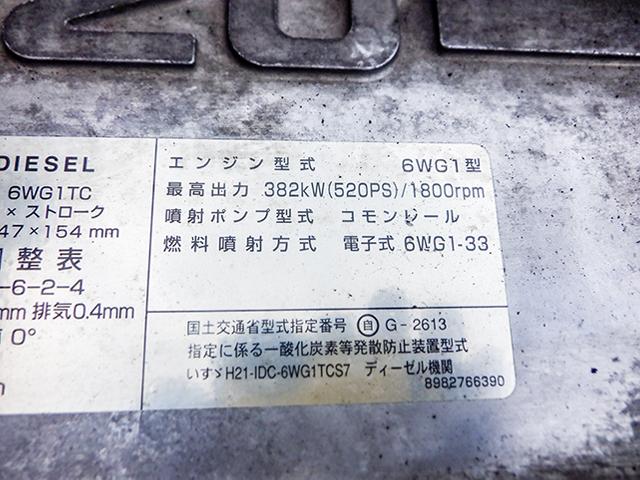 20
DIESEL
6WG1TC
× ストローク
47×154 mm
整表
-6-2-4
mm 排気0.4mm
0°
エンジン型式 6WG1型
最高出力 382kW(520PS)/1800rpm
噴射ポンプ型式 コモンレール
燃料噴射方式 電子式 6WG1-33
国土交通省型式指定番号 自 G-2613
指定に係る一酸化炭素等発散防止装置型式
いすゞH21-IDC-6WG1TCS7 ディーゼル機関
8982766390